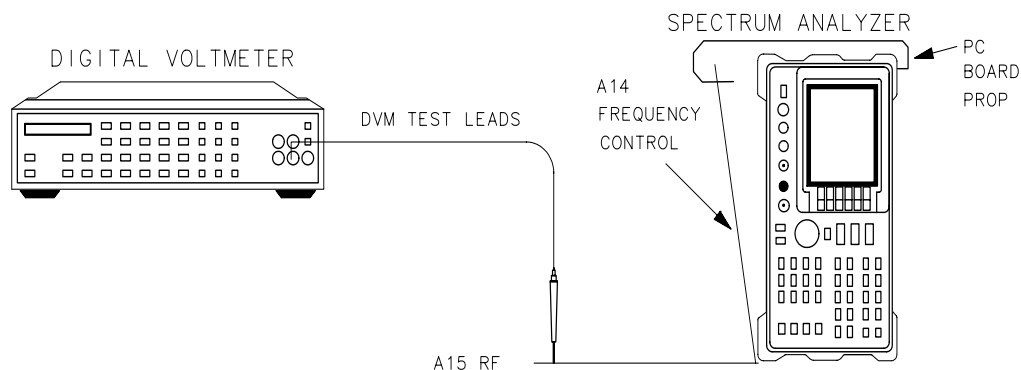 SPECTRUM ANALYZER
DIGITAL VOLTMETER
PC
BOARD
PROP
A14
FREQUENCY
CONTROL
DVM TEST LEADS
A15 RF